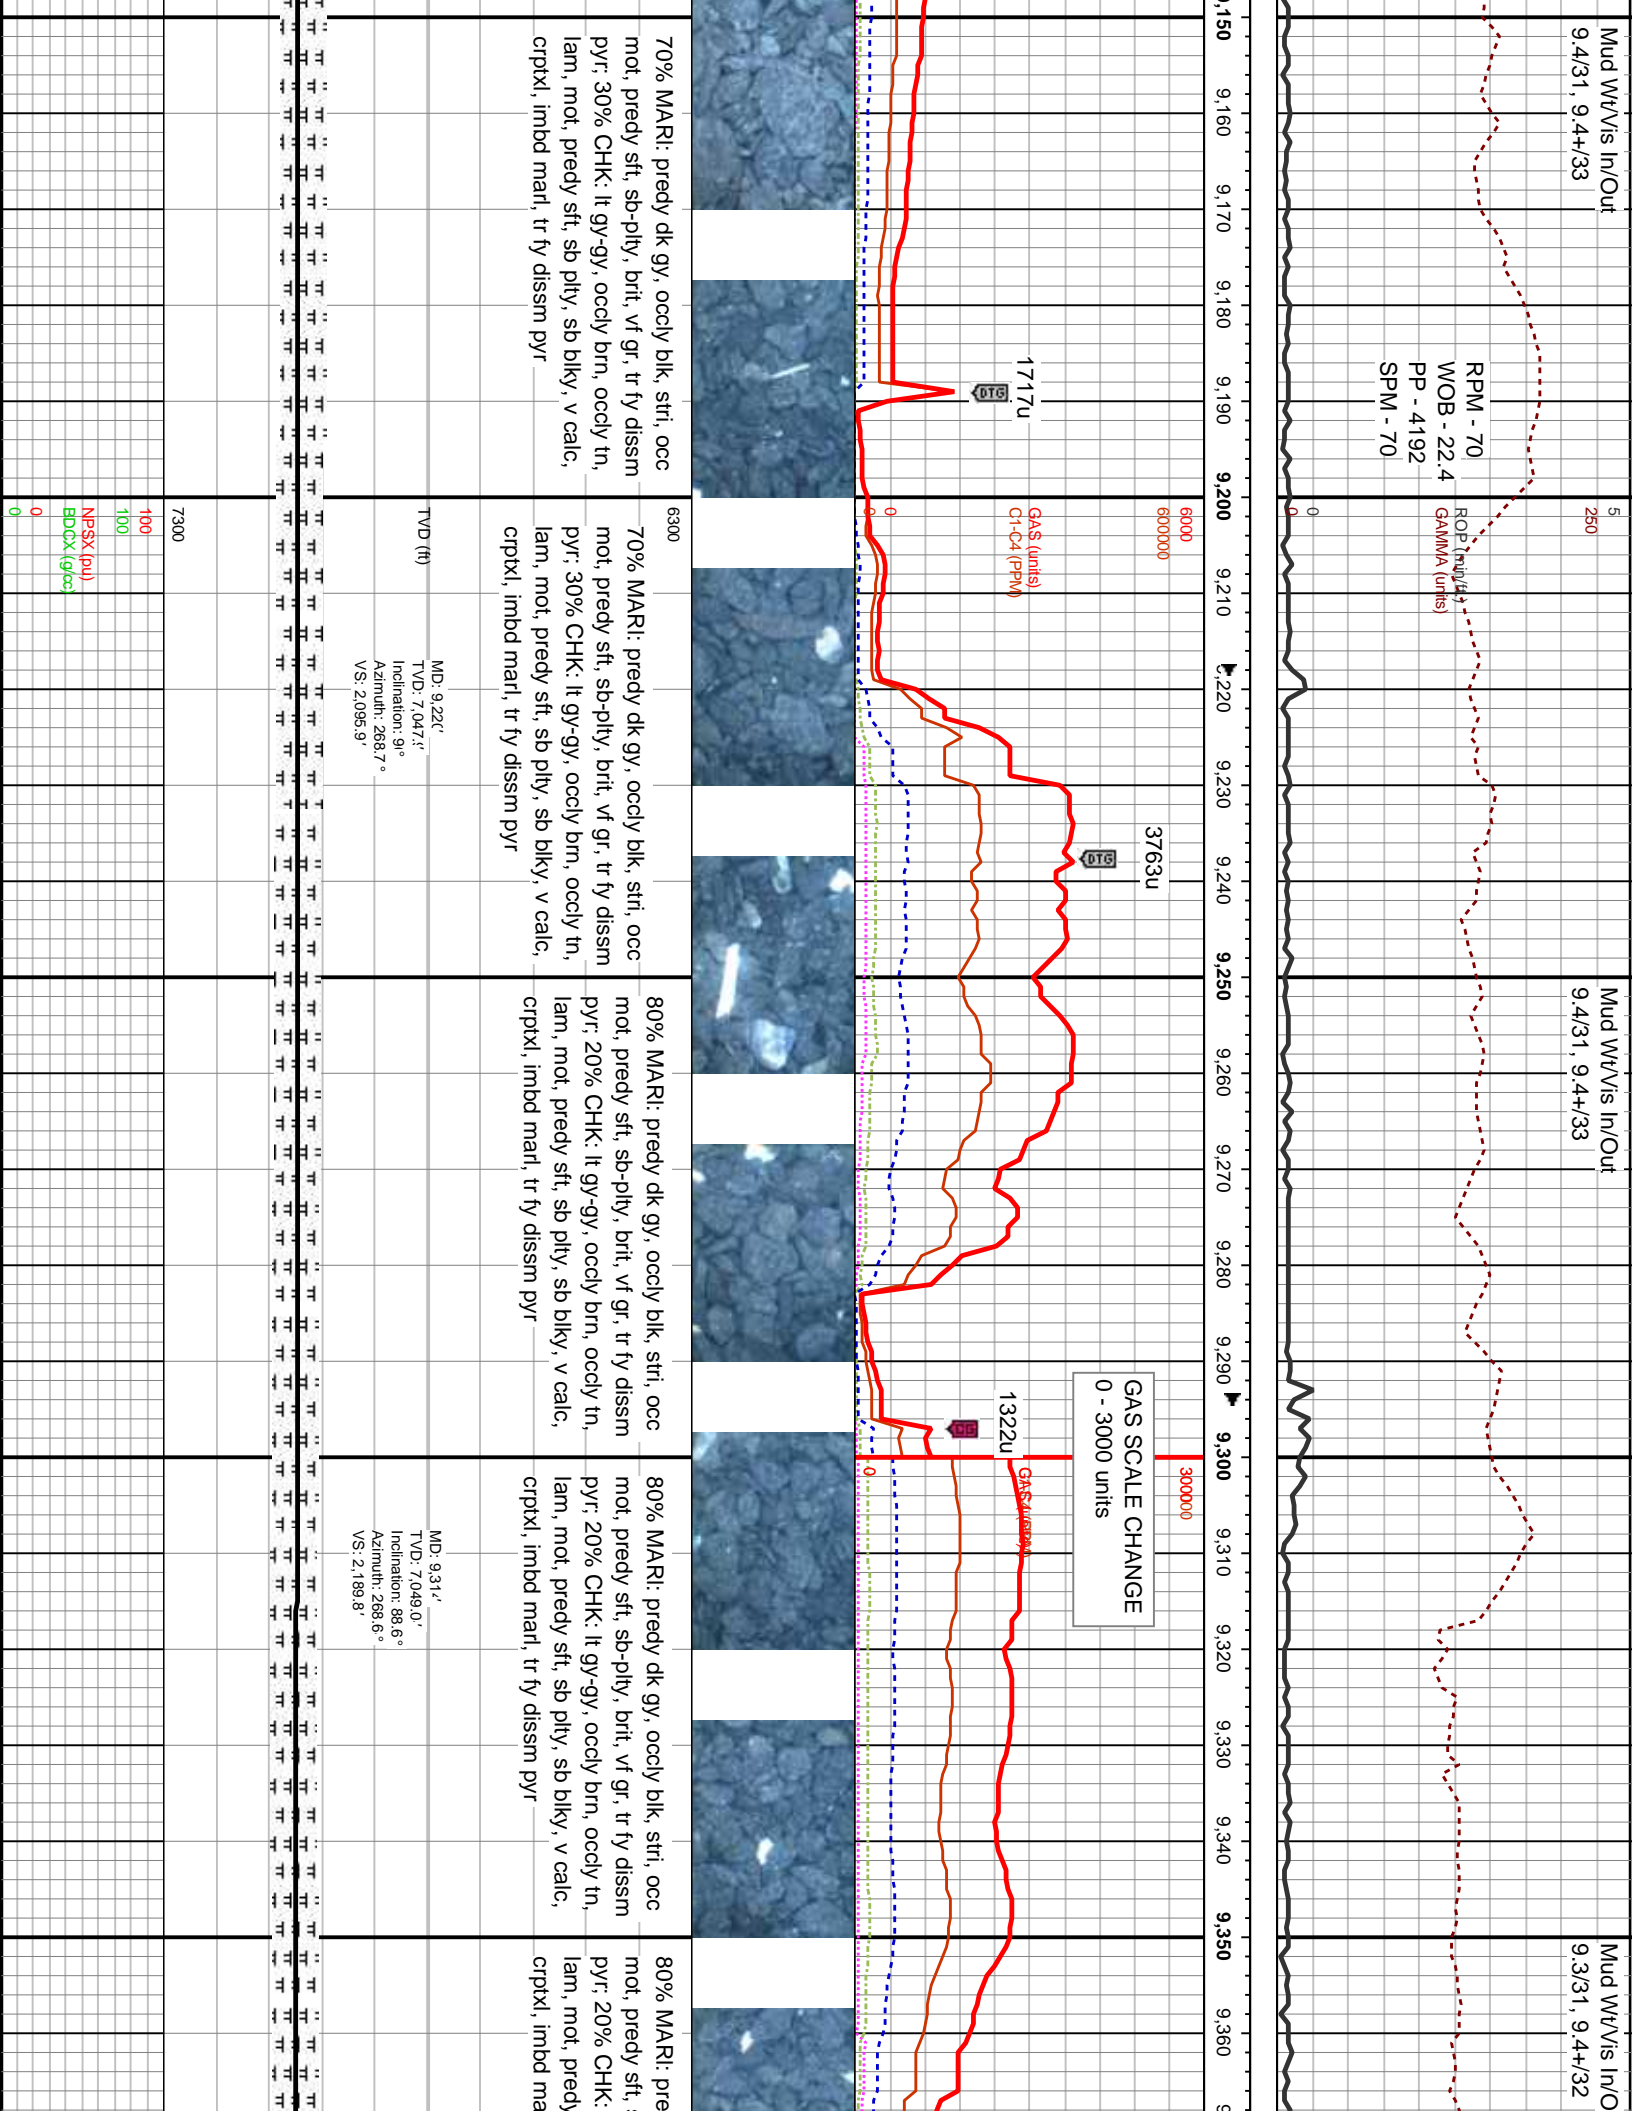 Mud Wt/Vis In/Out
9.4/31, 9.4+/33
Mud Wt/Vis In/Out
9.4/31, 9.4+/33
Mud Wt/Vis In/O
9.3/31, 9.4+/32
RPM - 70
WOB - 22.4
PP - 4192
SPM - 70
5
250
ROP (min/ft)
GAMMA (units)
0
0
9,150
9,160
9,170
9,180
9,190
9,200
9,210
9,220
9,230
9,240
9,250
9,260
9,270
9,280
9,290
9,300
9,310
9,320
9,330
9,340
9,350
9,360
6000
600000
GAS (units)
C1-C4 (PPM)
0
0
1717u
DTG
3763u
DTG
1322u
CG
GAS SCALE CHANGE
0 - 3000 units
300000
0
70% MARl: predy dk gy, occly blk, stri, occ
mot, predy sft, sb-plty, brit, vf gr, tr fy dissm
pyr; 30% CHK: lt gy-gy, occly brn, occly tn,
lam, mot, predy sft, sb plty, sb blky, v calc,
crptxl, imbd marl, tr fy dissm pyr
70% MARl: predy dk gy, occly blk, stri, occ
mot, predy sft, sb-plty, brit, vf gr, tr fy dissm
pyr; 30% CHK: lt gy-gy, occly brn, occly tn,
lam, mot, predy sft, sb plty, sb blky, v calc,
crptxl, imbd marl, tr fy dissm pyr
80% MARl: predy dk gy, occly blk, stri, occ
mot, predy sft, sb-plty, brit, vf gr, tr fy dissm
pyr; 20% CHK: lt gy-gy, occly brn, occly tn,
lam, mot, predy sft, sb plty, sb blky, v calc,
crptxl, imbd marl, tr fy dissm pyr
80% MARl: predy dk gy, occly blk, stri, occ
mot, predy sft, sb-plty, brit, vf gr, tr fy dissm
pyr; 20% CHK: lt gy-gy, occly brn, occly tn,
lam, mot, predy sft, sb plty, sb blky, v calc,
crptxl, imbd marl, tr fy dissm pyr
80% MARl: pre
mot, predy sft,
pyr; 20% CHK:
lam, mot, predy
crptxl, imbd ma
6300
TVD (ft)
7300
MD: 9,220'
TVD: 7,047.
Inclination:
Azimuth: 268.7 °
VS: 2,095.9'
MD: 9,314'
TVD: 7,049.0'
Inclination: 88.6 °
Azimuth: 268.6 °
VS: 2,189.8'
100
100
NPSX (pu)
BDCX (g/cc)
0
0